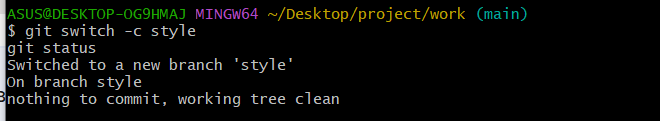 ASUS@DESKTOP-OG9HMAJ MINGW64 ~/Desktop/project/work (main)
$ git switch -c style
git status
Switched to a new branch 'style'
On branch style
nothing to commit, working tree clean